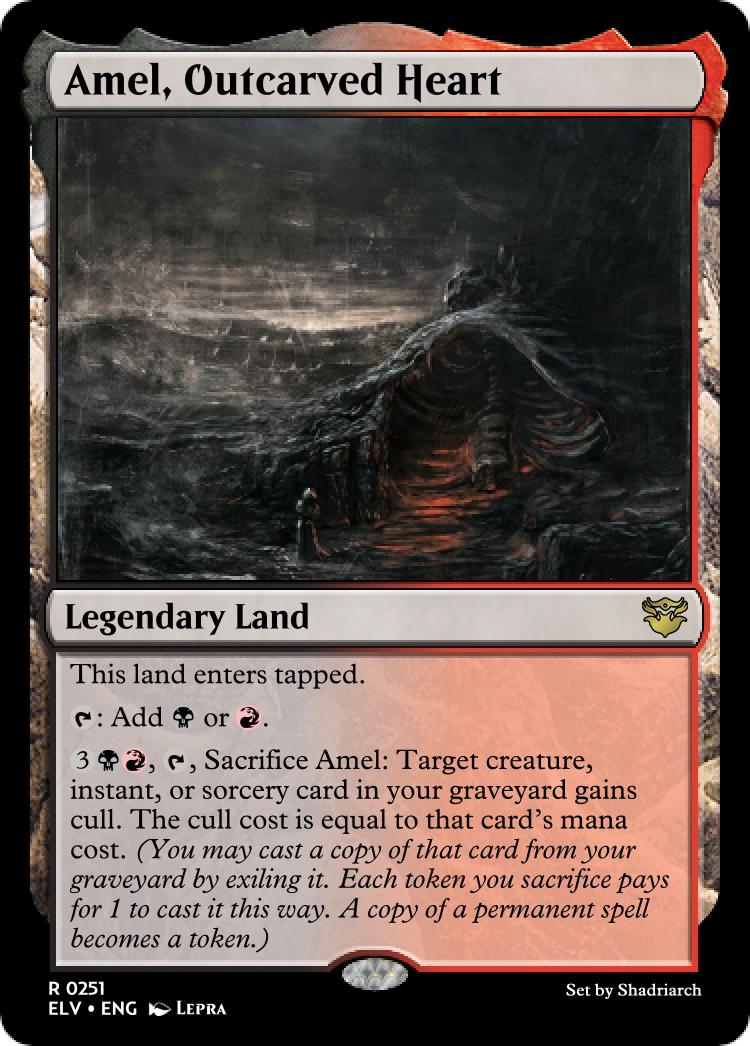 Amel, Outcarved Heart
Legendary Land
This land enters tapped.
: Add or .
3 , , Sacrifice Amel: Target creature,
instant, or sorcery card in your graveyard gains
cull. The cull cost is equal to that card's mana
cost. (You may cast a copy of that card from your
graveyard by exiling it. Each token you sacrifice pays
for 1 to cast it this way. A copy of a permanent spell
becomes a token.)
R 0251
ELV • ENG LEPRA
Set by Shadriarch